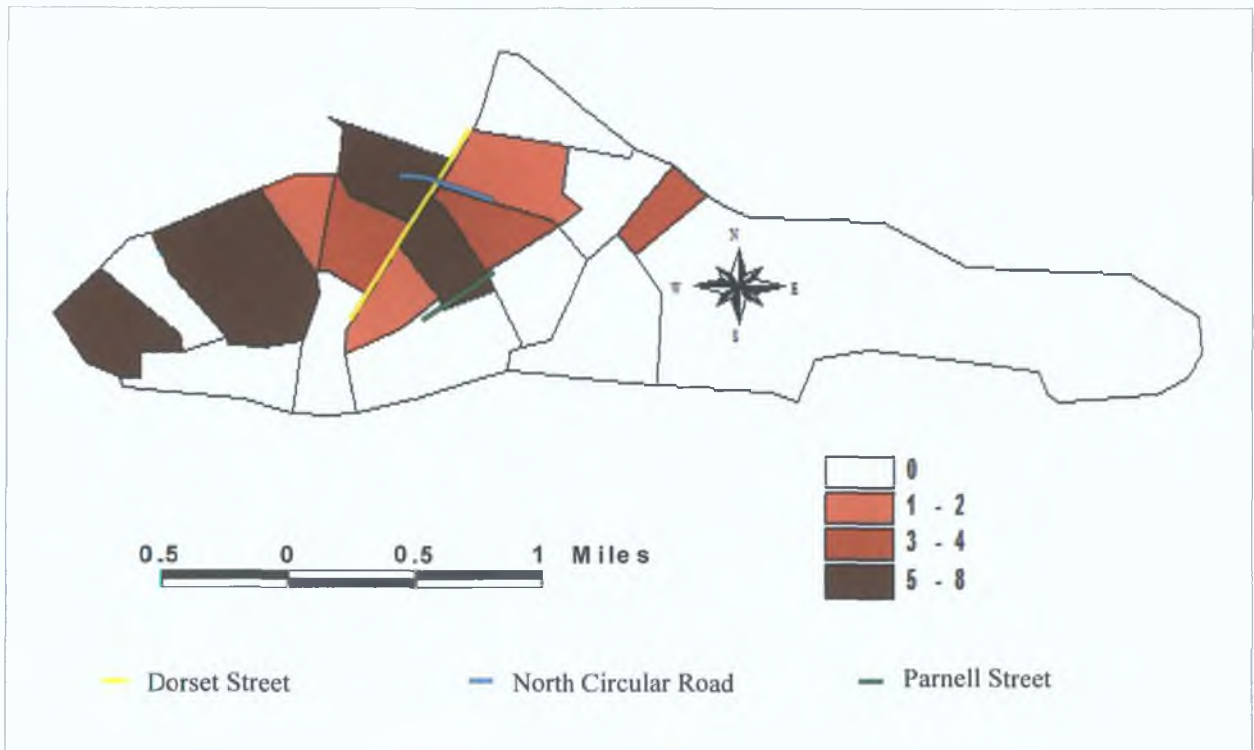 N
W E
S
0
1 - 2
3 - 4
5 - 8
0.5 0 0.5 1 Miles
Dorset Street North Circular Road Parnell Street